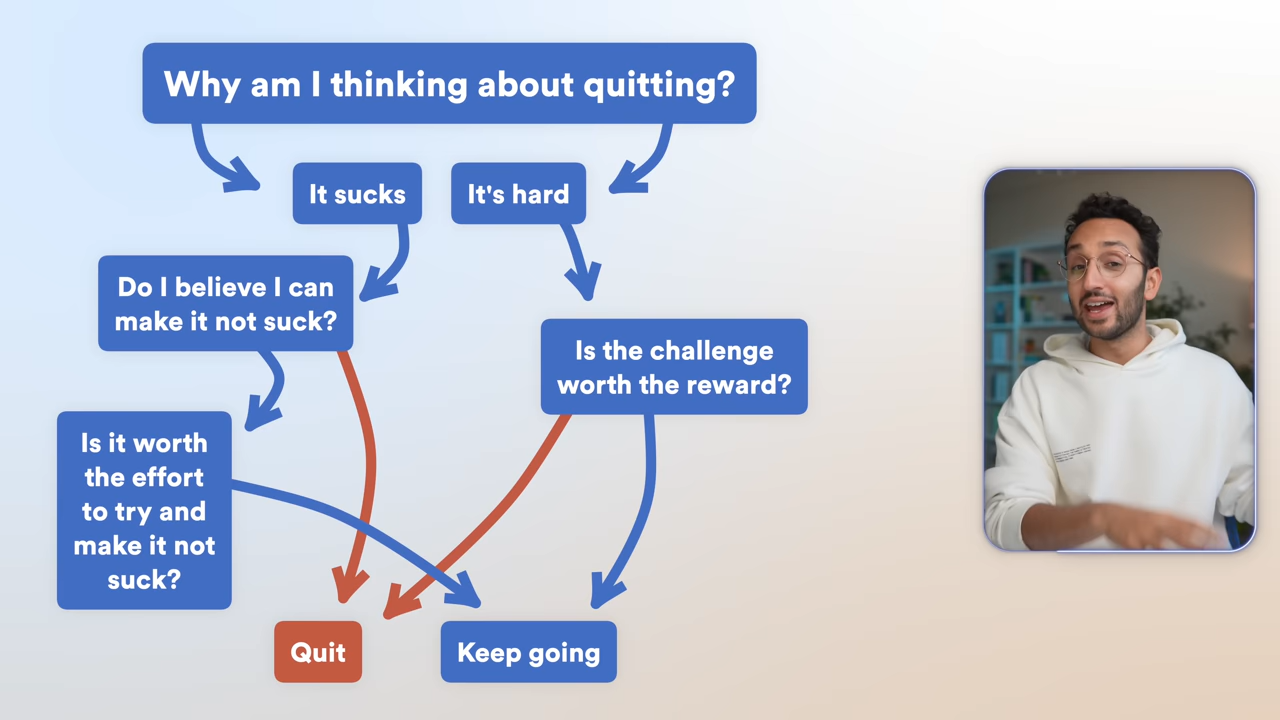 Why am I thinking about quitting?
It sucks
It's hard
Do I believe I can
make it not suck?
Is the challenge
worth the reward?
Is it worth
the effort
to try and
make it not
suck?
Quit
Keep going